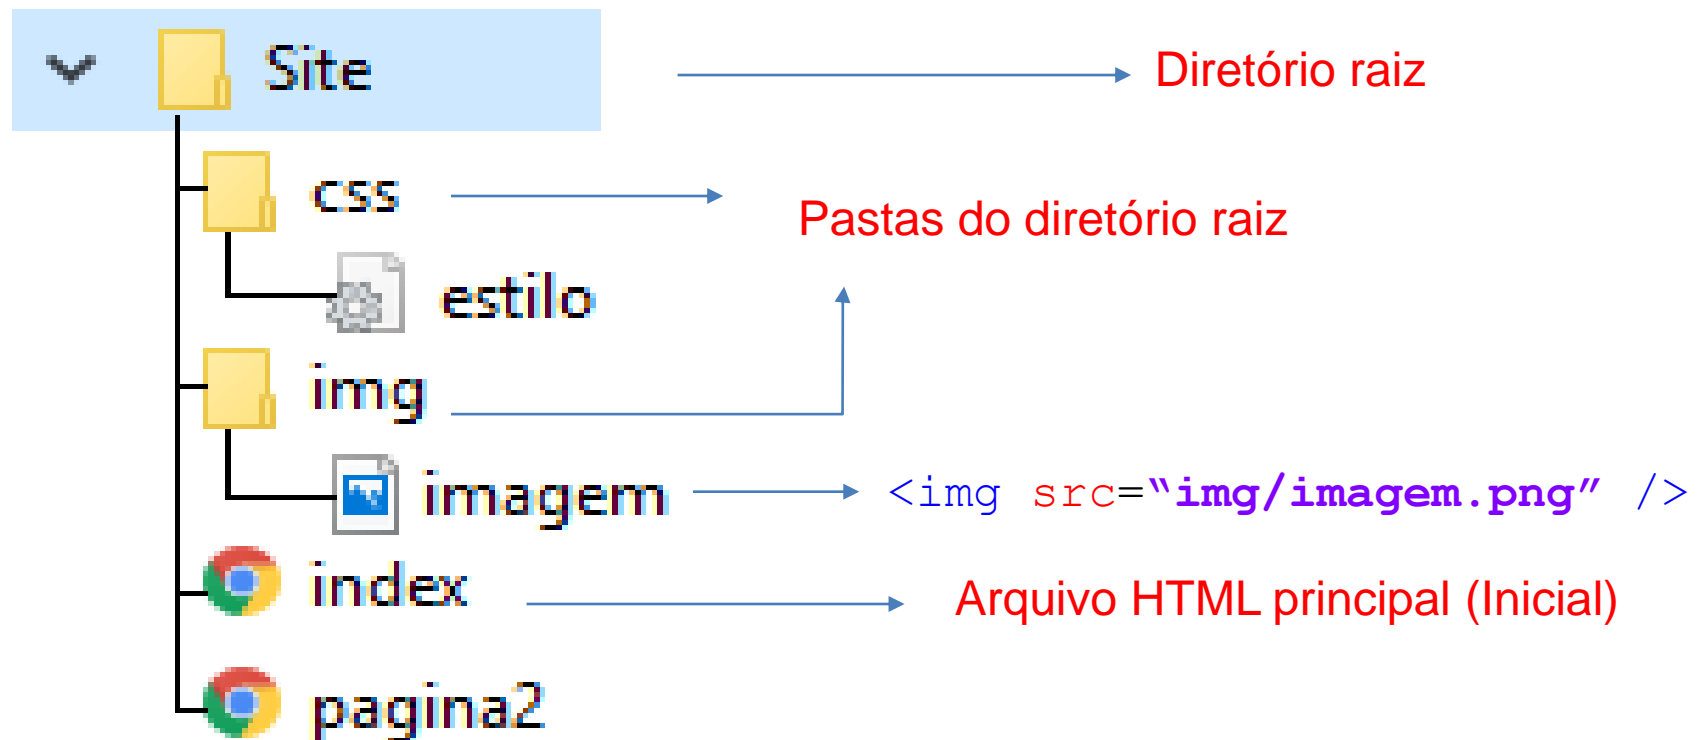 Site
Diretório raiz
css
Pastas do diretório raiz
estilo
img
imagem
<img src=“img/imagem.png” />
index
Arquivo HTML principal (Inicial)
pagina2